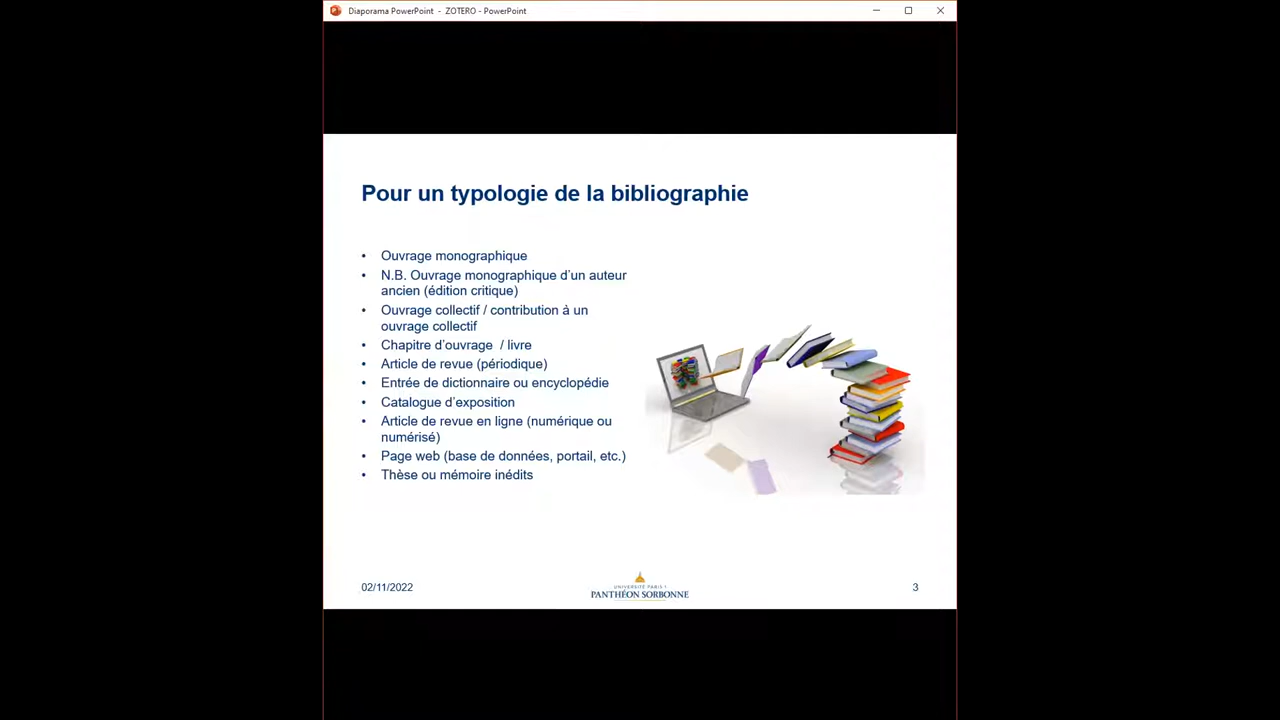 Diaporama PowerPoint - ZOTERO - PowerPoint
Pour un typologie de la bibliographie
• Ouvrage monographique
• N.B. Ouvrage monographique d’un auteur
ancien (édition critique)
• Ouvrage collectif / contribution à un
ouvrage collectif
• Chapitre d’ouvrage / livre
• Article de revue (périodique)
• Entrée de dictionnaire ou encyclopédie
• Catalogue d’exposition
• Article de revue en ligne (numérique ou
numérisé)
• Page web (base de données, portail, etc.)
• Thèse ou mémoire inédits
02/11/2022
UNIVERSITÉ PARIS 1
PANTHÉON SORBONNE
3